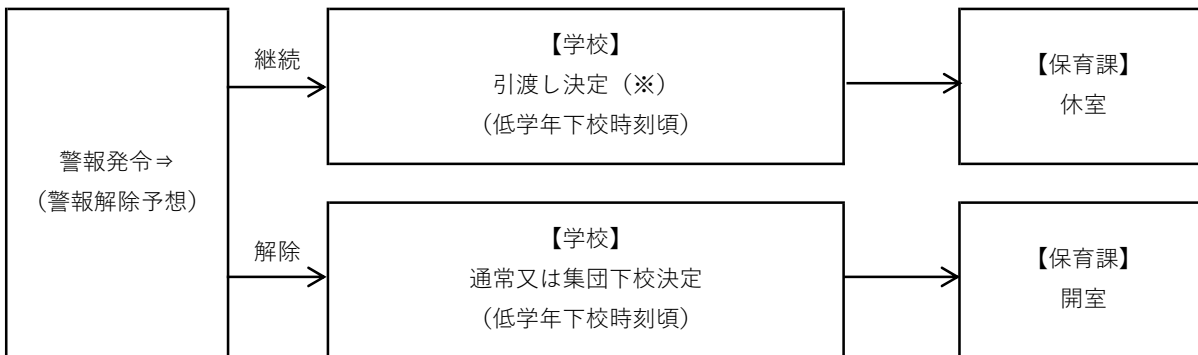 警報発令⇒
（警報解除予想）
継続
【学校】
引渡し決定（※）
（低学年下校時刻頃）
【保育課】
休室
解除
【学校】
通常又は集団下校決定
（低学年下校時刻頃）
【保育課】
開室